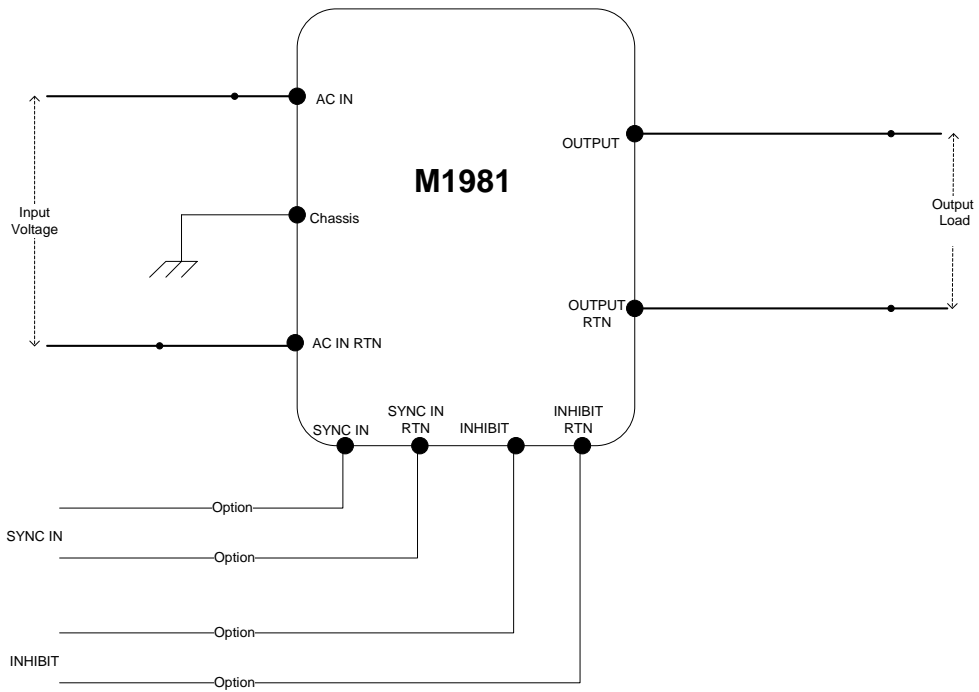 AC IN
OUTPUT
M1981
Input
Voltage
Chassis
Output
Load
OUTPUT
RTN
AC IN RTN
SYNC IN
SYNC IN
RTN
INHIBIT
INHIBIT
RTN
Option
SYNC IN
Option
Option
INHIBIT
Option